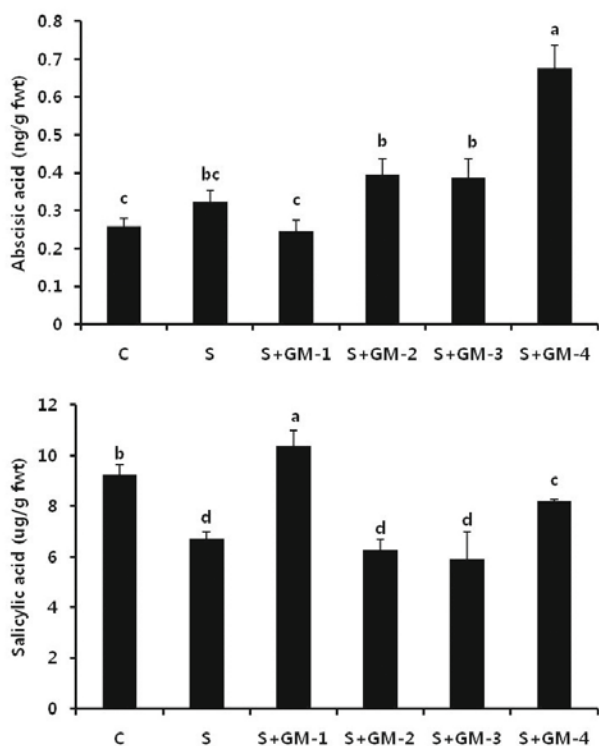 0.8
0.7
0.6
0.5
0.4
0.3
0.2
0.1
0
Abscisic acid (ng/g fwt)
c
bc
c
b
b
a
C S S+GM-1 S+GM-2 S+GM-3 S+GM-4
12
10
8
6
4
2
0
Salicylic acid (ug/g fwt)
b
d
a
d
d
c
C S S+GM-1 S+GM-2 S+GM-3 S+GM-4